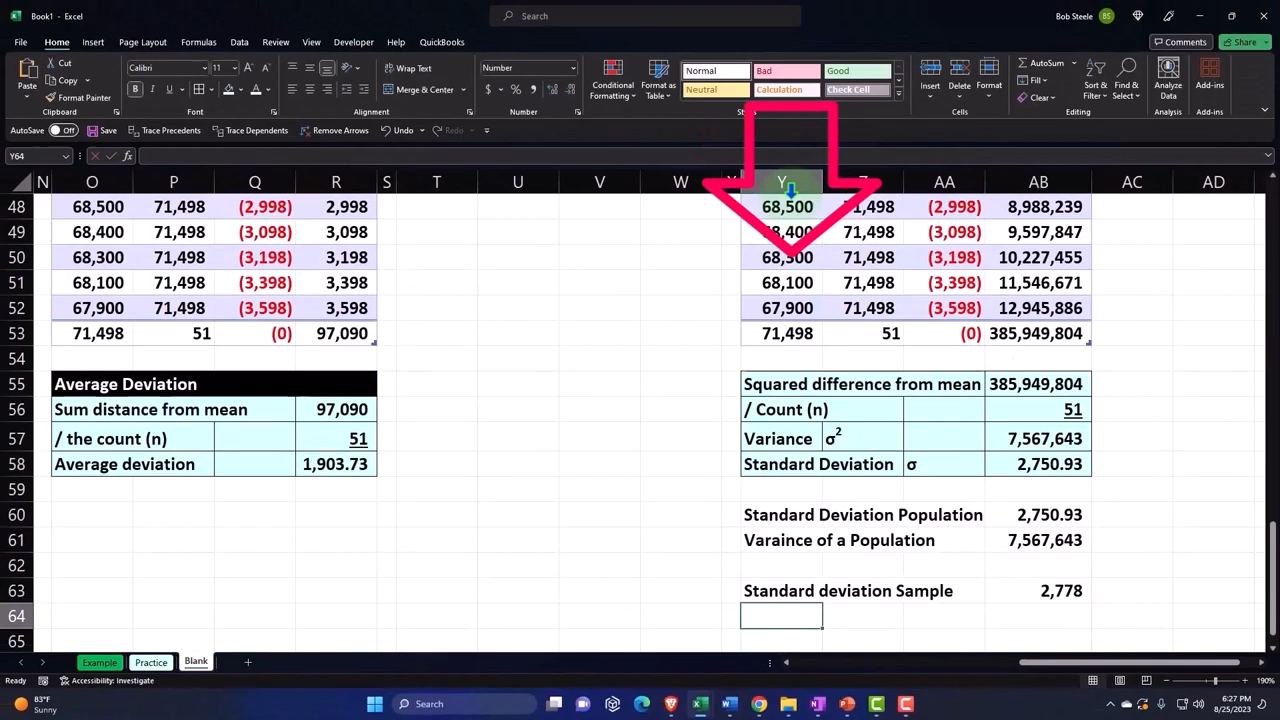 Book1 - Excel
Search
Bob Steele BS
File Home Insert Page Layout Formulas Data Review View Developer Help QuickBooks Comments Share
Cut
Copy
Paste
Format Painter
Clipboard
Calibri 11
B I U
Font
Wrap Text
Merge & Center
Alignment
Number
$ % 
Number
Conditional Formatting
Format as Table
Normal Bad Good
Neutral Calculation Check Cell
Insert Delete Format
Cells
AutoSum
Fill
Clear
Sort & Filter
Find & Select
Editing
Analyze Data
Analysis
Add-ins
Add-ins
AutoSave Off Save Trace Precedents Trace Dependents Remove Arrows Undo Redo
Y64 fx
N O P Q R S T U V W Y AA AB AC AD
48 68,500 71,498 (2,998) 2,998 68,500 71,498 (2,998) 8,988,239
49 68,400 71,498 (3,098) 3,098 68,400 71,498 (3,098) 9,597,847
50 68,300 71,498 (3,198) 3,198 68,300 71,498 (3,198) 10,227,455
51 68,100 71,498 (3,398) 3,398 68,100 71,498 (3,398) 11,546,671
52 67,900 71,498 (3,598) 3,598 67,900 71,498 (3,598) 12,945,886
53 71,498 51 (0) 97,090 71,498 51 (0) 385,949,804
54
55 Average Deviation Squared difference from mean 385,949,804
56 Sum distance from mean 97,090 / Count (n) 51
57 / the count (n) 51 Variance σ² 7,567,643
58 Average deviation 1,903.73 Standard Deviation σ 2,750.93
59
60 Standard Deviation Population 2,750.93
61 Varaince of a Population 7,567,643
62
63 Standard deviation Sample 2,778
64
65
Example Practice Blank
Ready Accessibility: Investigate 190%
83°F
Sunny
Search
6:27 PM
8/25/2023